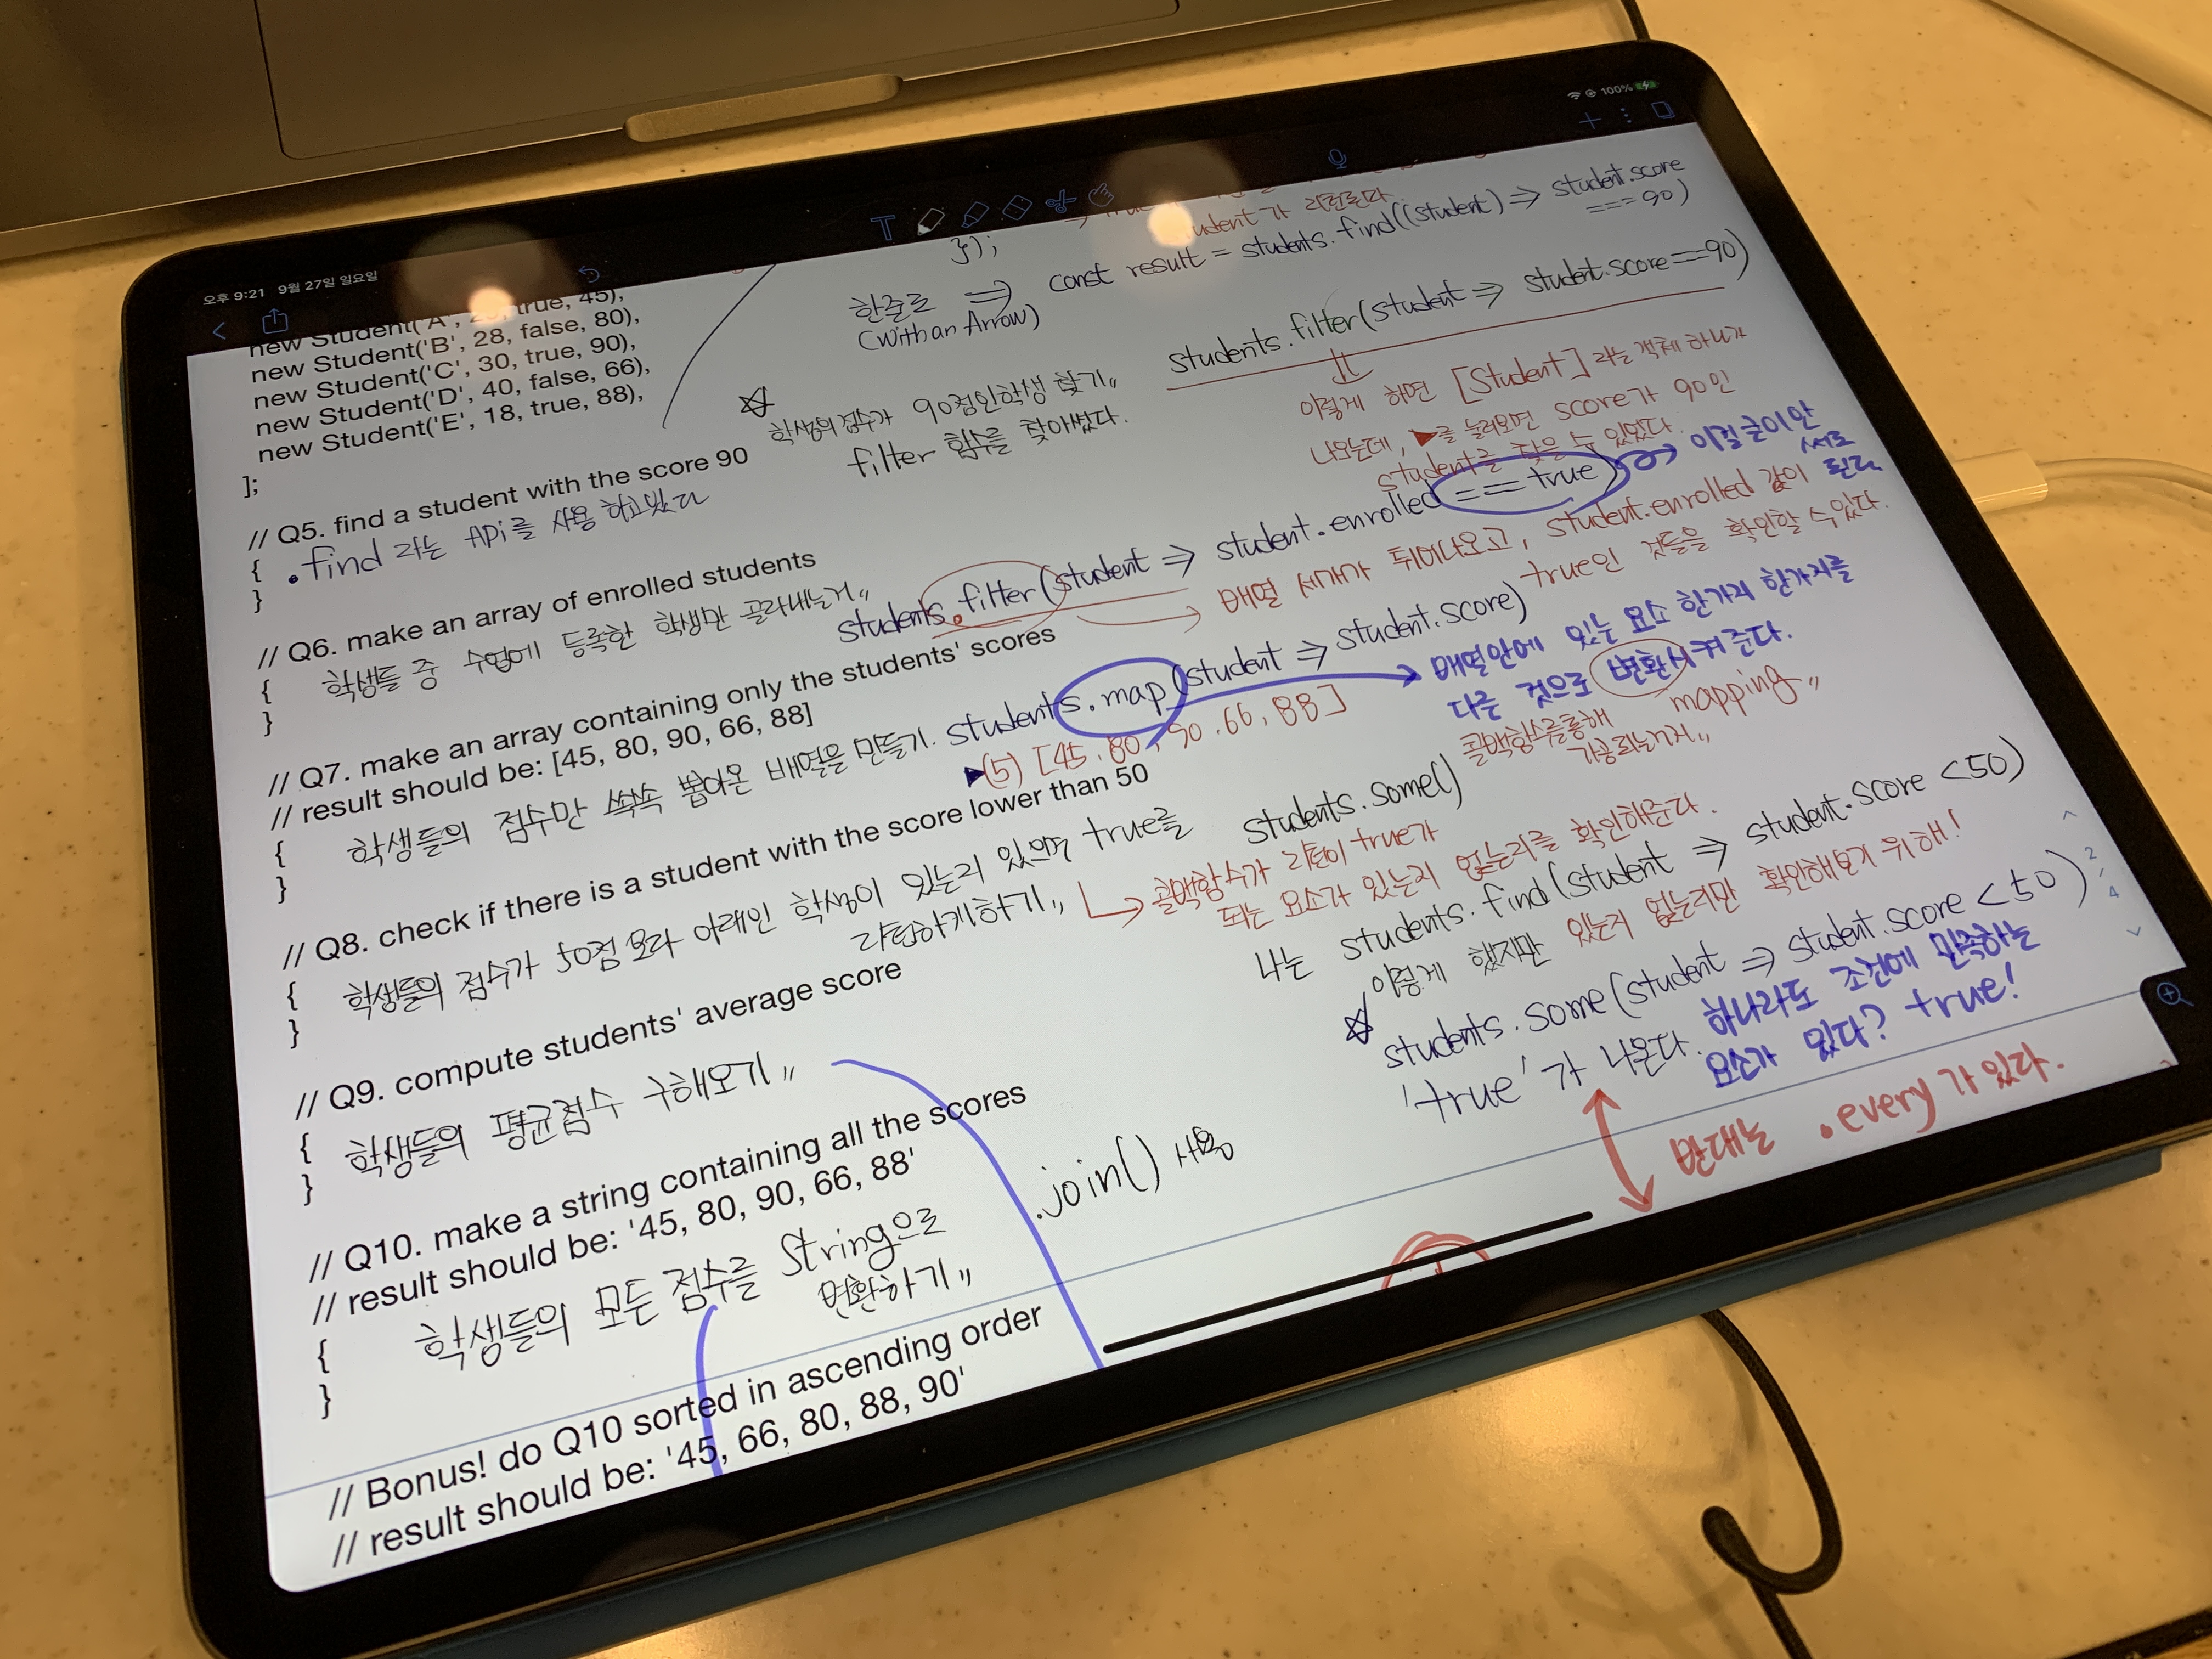 오후 9:21 9월 27일 일요일
100%
new Student('A', true, 45),
new Student('B', 28, false, 80),
new Student('C', 30, true, 90),
new Student('D', 40, false, 66),
new Student('E', 18, true, 88),
];
});
student가 리턴된다.
한줄로 ⇒ const result = students.find((student) ⇒ student.score
=== 90)
(with an Arrow)
students.filter(student ⇒ student.score == 90)
이렇게 하면 [Student] 라는 객체 하나가
나오는데, ▶를 눌러보면 score가 90인
student를 찾을 수 있었다.
☆
학생의 점수가 90점인 학생 찾기〃
filter 함수를 찾아썼다.
// Q5. find a student with the score 90
{ .find 라는 API를 사용하고있다
}
// Q6. make an array of enrolled students
{ 학생들 중 수업에 등록한 학생만 골라내는거〃
}
students.filter(student ⇒ student.enrolled === true)
→ 이걸 굳이 안
써도
된다
→ 배열 세개가 튀어나오고, student.enrolled 값이
true인 것들을 확인할 수 있다.
// Q7. make an array containing only the students' scores
// result should be: [45, 80, 90, 66, 88]
{ 학생들의 점수만 쏙쏙 뽑아온 배열을 만들기.
}
students.map(student ⇒ student.score)
▶(5) [45, 80, 90, 66, 88]
→ 배열안에 있는 요소 한가지 한가지를
다른 것으로 변환시켜준다.
mapping〃
콜백함수를통해
가공되는거지〃
// Q8. check if there is a student with the score lower than 50
{ 학생들의 점수가 50점 보다 아래인 학생이 있는지 있으면 true를
리턴하게하기〃
}
students.some()
→ 콜백함수가 리턴이 true가
되는 요소가 있는지 없는지를 확인해준다.
나는 students.find(student ⇒ student.score < 50)
이렇게 했지만 있는지 없는지만 확인해보기 위해!
☆ students.some(student ⇒ student.score < 50)
'true'가 나온다.
하나라도 조건에 만족하는
요소가 있다? true!
반대는 .every가 있다.
2
/
4
// Q9. compute students' average score
{ 학생들의 평균점수 구해오기〃
}
// Q10. make a string containing all the scores
// result should be: '45, 80, 90, 66, 88'
{ 학생들의 모든 점수를 String으로
변환하기〃
}
.join() 사용
// Bonus! do Q10 sorted in ascending order
// result should be: '45, 66, 80, 88, 90'